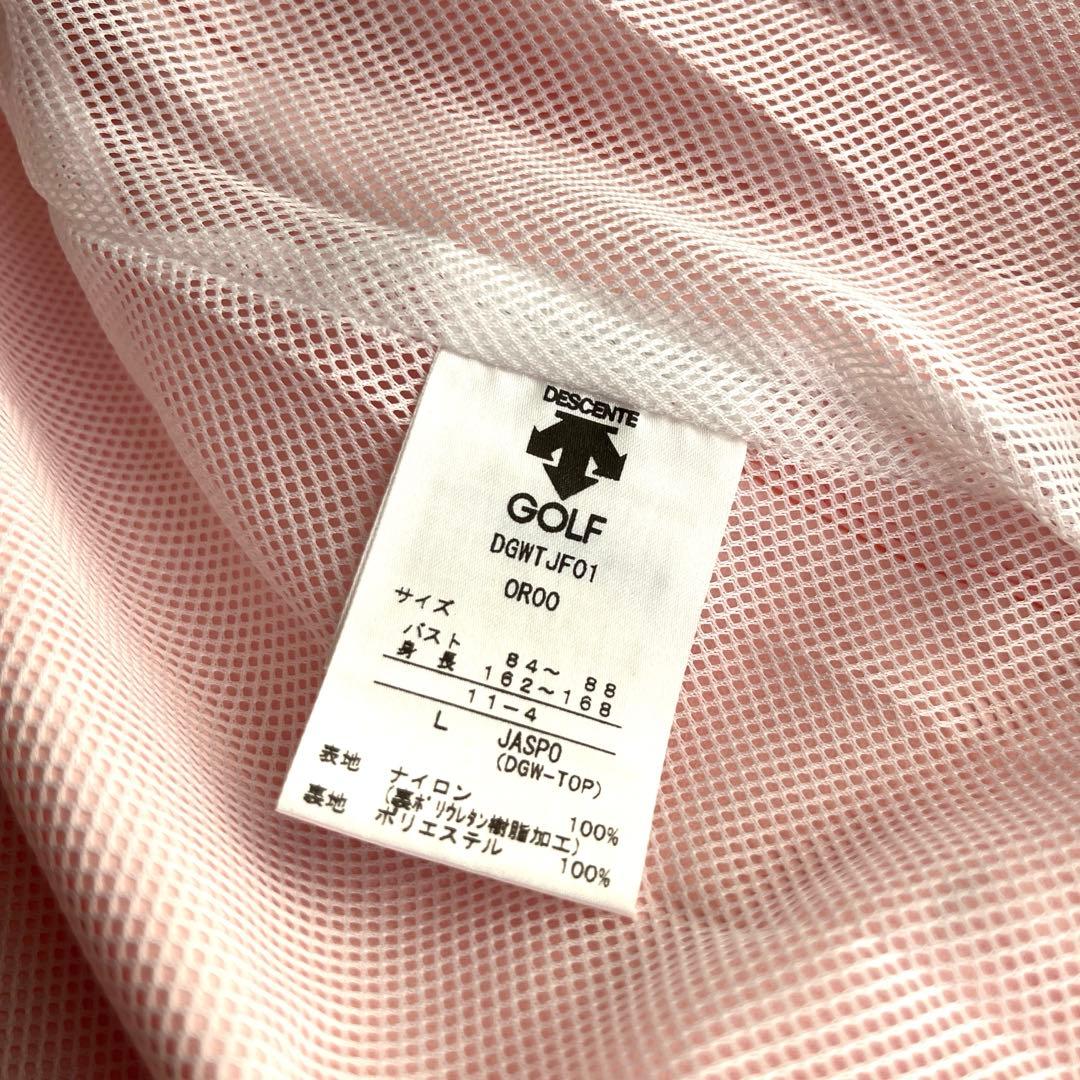 DESCENTE
GOLF
DGWTJF01
OR00
サイズ
バスト 84～ 88
身 長 162～168
11-4
L JASPO
(DGW-TOP)
表地 ナイロン 100%
(裏ポリウレタン樹脂加工)
裏地 ポリエステル 100%